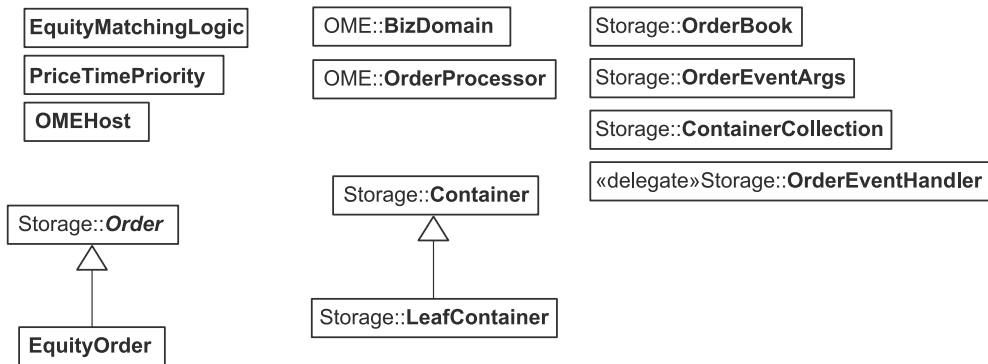 EquityMatchingLogic
PriceTimePriority
OMEHost
OME::BizDomain
OME::OrderProcessor
Storage::OrderBook
Storage::OrderEventArgs
Storage::ContainerCollection
«delegate»Storage::OrderEventHandler
Storage::Order
EquityOrder
Storage::Container
Storage::LeafContainer